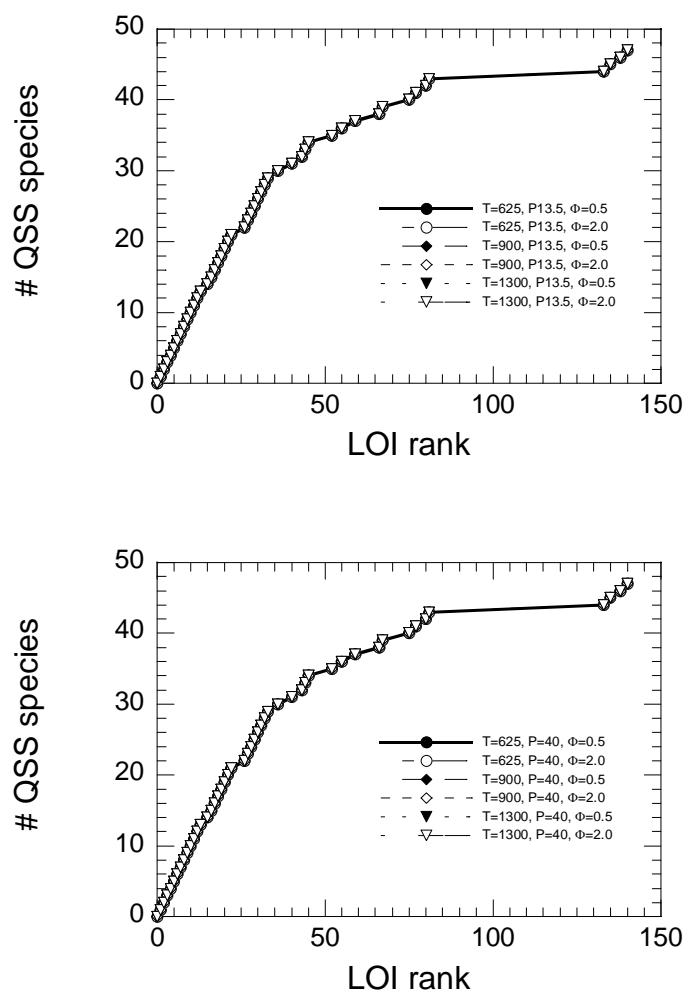 50
40
30
20
10
0
# QSS species
T=625, P13.5, Φ=0.5
T=625, P13.5, Φ=2.0
T=900, P13.5, Φ=0.5
T=900, P13.5, Φ=2.0
T=1300, P13.5, Φ=0.5
T=1300, P13.5, Φ=2.0
0 50 100 150
LOI rank
50
40
30
20
10
0
# QSS species
T=625, P=40, Φ=0.5
T=625, P=40, Φ=2.0
T=900, P=40, Φ=0.5
T=900, P=40, Φ=2.0
T=1300, P=40, Φ=0.5
T=1300, P=40, Φ=2.0
0 50 100 150
LOI rank